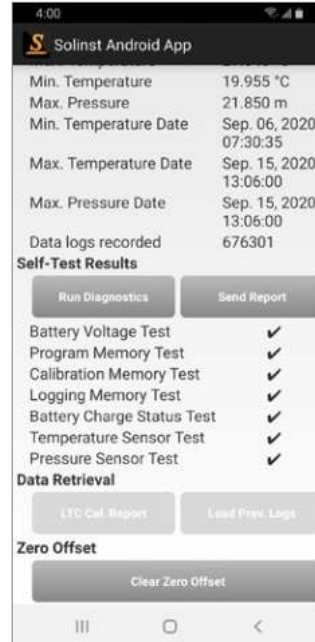 4:00
S Solinst Android App
Min. Temperature 19.955 °C
Max. Pressure 21.850 m
Min. Temperature Date Sep. 06, 2020
07:30:35
Max. Temperature Date Sep. 15, 2020
13:06:00
Max. Pressure Date Sep. 15, 2020
13:06:00
Data logs recorded 676301
Self-Test Results
Run Diagnostics Send Report
Battery Voltage Test ✔
Program Memory Test ✔
Calibration Memory Test ✔
Logging Memory Test ✔
Battery Charge Status Test ✔
Temperature Sensor Test ✔
Pressure Sensor Test ✔
Data Retrieval
LTC Cal. Report Load Prev. Logs
Zero Offset
Clear Zero Offset